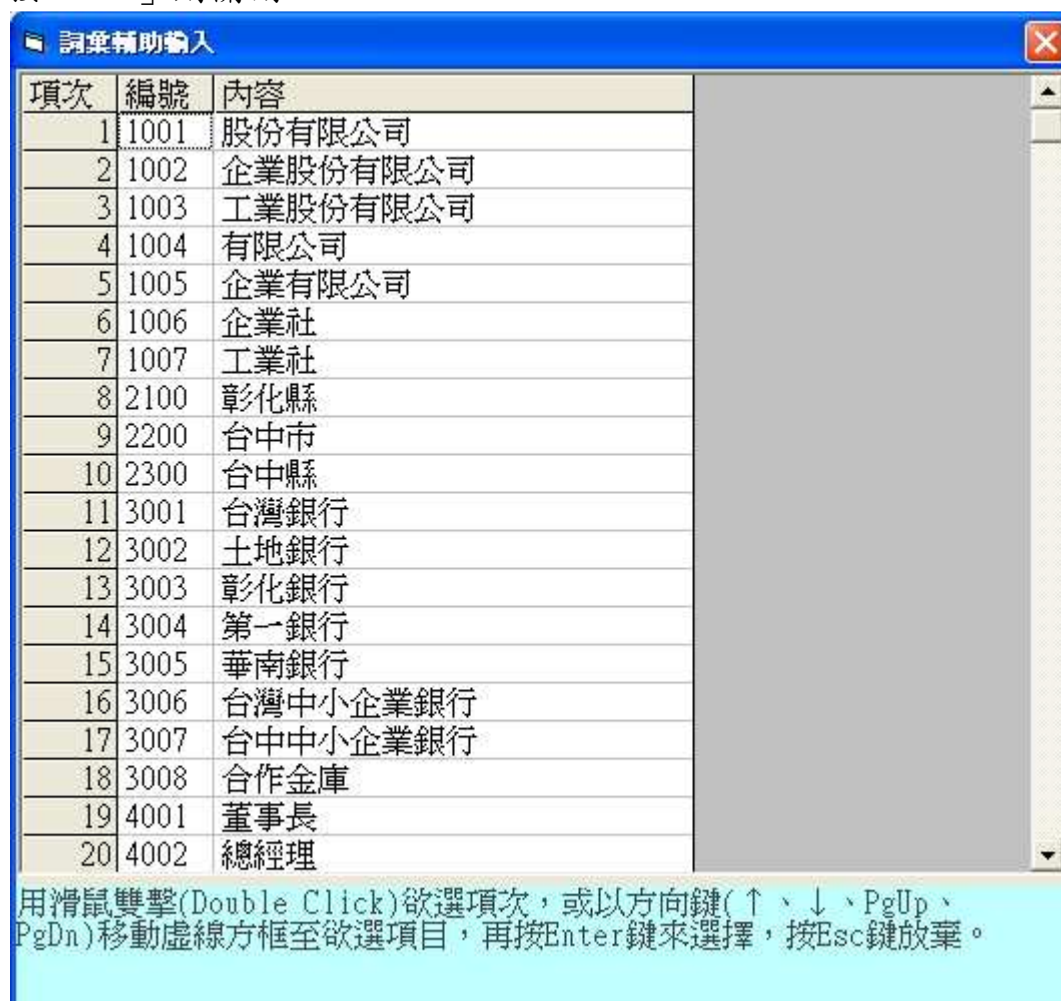 詞彙輔助輸入
項次 編號 內容
1 1001 股份有限公司
2 1002 企業股份有限公司
3 1003 工業股份有限公司
4 1004 有限公司
5 1005 企業有限公司
6 1006 企業社
7 1007 工業社
8 2100 彰化縣
9 2200 台中市
10 2300 台中縣
11 3001 台灣銀行
12 3002 土地銀行
13 3003 彰化銀行
14 3004 第一銀行
15 3005 華南銀行
16 3006 台灣中小企業銀行
17 3007 台中中小企業銀行
18 3008 合作金庫
19 4001 董事長
20 4002 總經理
用滑鼠雙擊(Double Click)欲選項次，或以方向鍵(↑、↓、PgUp、
PgDn)移動虛線方框至欲選項目，再按Enter鍵來選擇，按Esc鍵放棄。